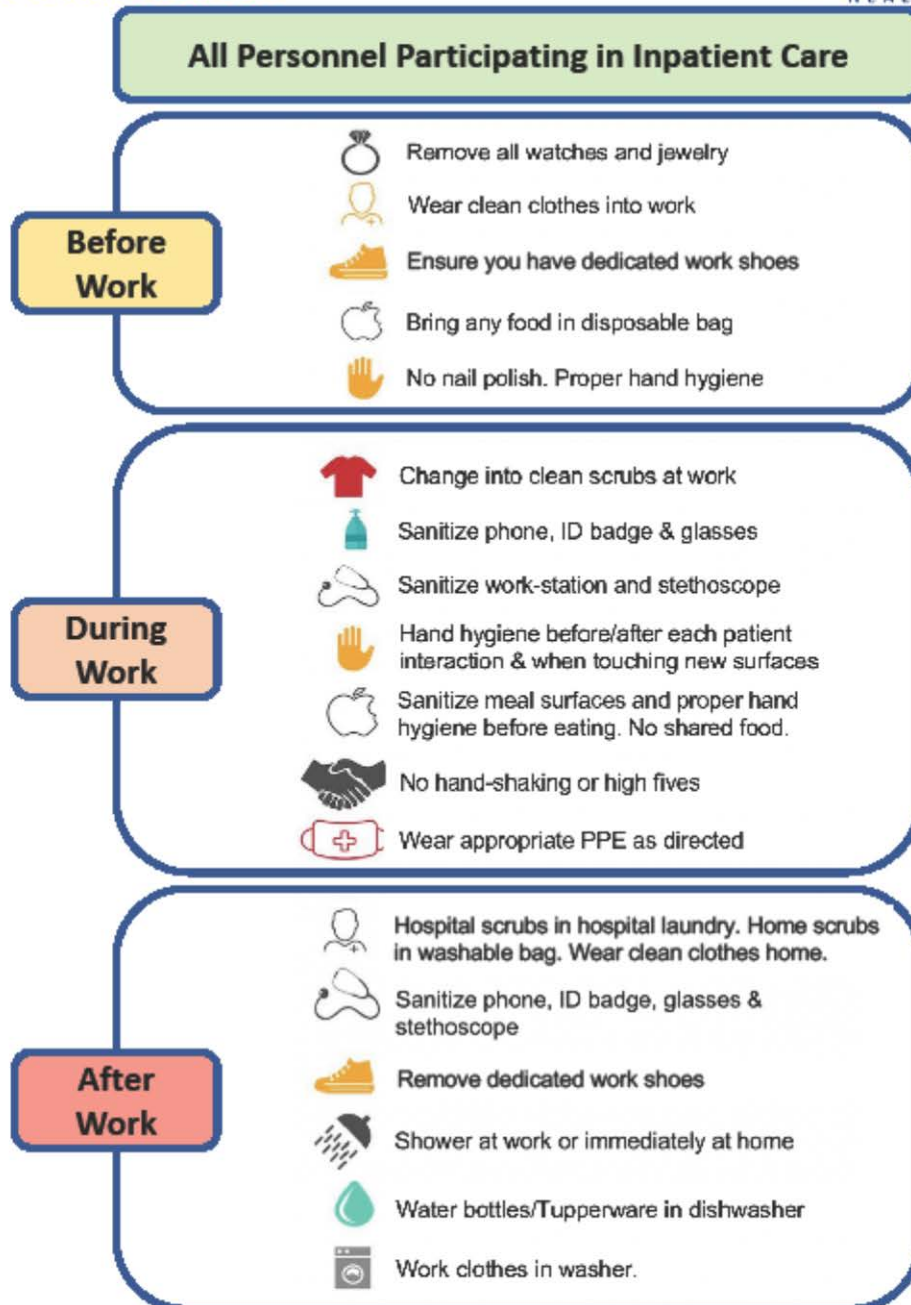 All Personnel Participating in Inpatient Care
Before
Work
Remove all watches and jewelry
Wear clean clothes into work
Ensure you have dedicated work shoes
Bring any food in disposable bag
No nail polish. Proper hand hygiene
During
Work
Change into clean scrubs at work
Sanitize phone, ID badge & glasses
Sanitize work-station and stethoscope
Hand hygiene before/after each patient
interaction & when touching new surfaces
Sanitize meal surfaces and proper hand
hygiene before eating. No shared food.
No hand-shaking or high fives
Wear appropriate PPE as directed
After
Work
Hospital scrubs in hospital laundry. Home scrubs
in washable bag. Wear clean clothes home.
Sanitize phone, ID badge, glasses &
stethoscope
Remove dedicated work shoes
Shower at work or immediately at home
Water bottles/Tupperware in dishwasher
Work clothes in washer.